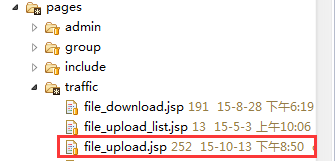 pages
admin
group
include
traffic
file_download.jsp 191 15-8-28 下午6:19
file_upload_list.jsp 13 15-5-3 上午10:06
file_upload.jsp 252 15-10-13 下午8:50